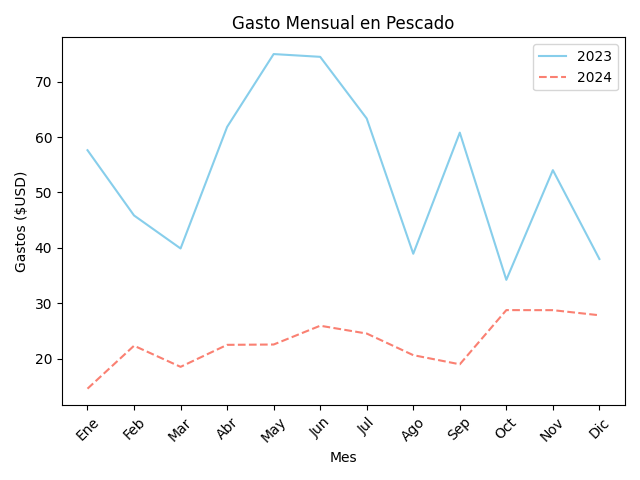 Gasto Mensual en Pescado
2023
2024
Gastos ($USD)
70
60
50
40
30
20
Ene
Feb
Mar
Abr
May
Jun
Jul
Ago
Sep
Oct
Nov
Dic
Mes